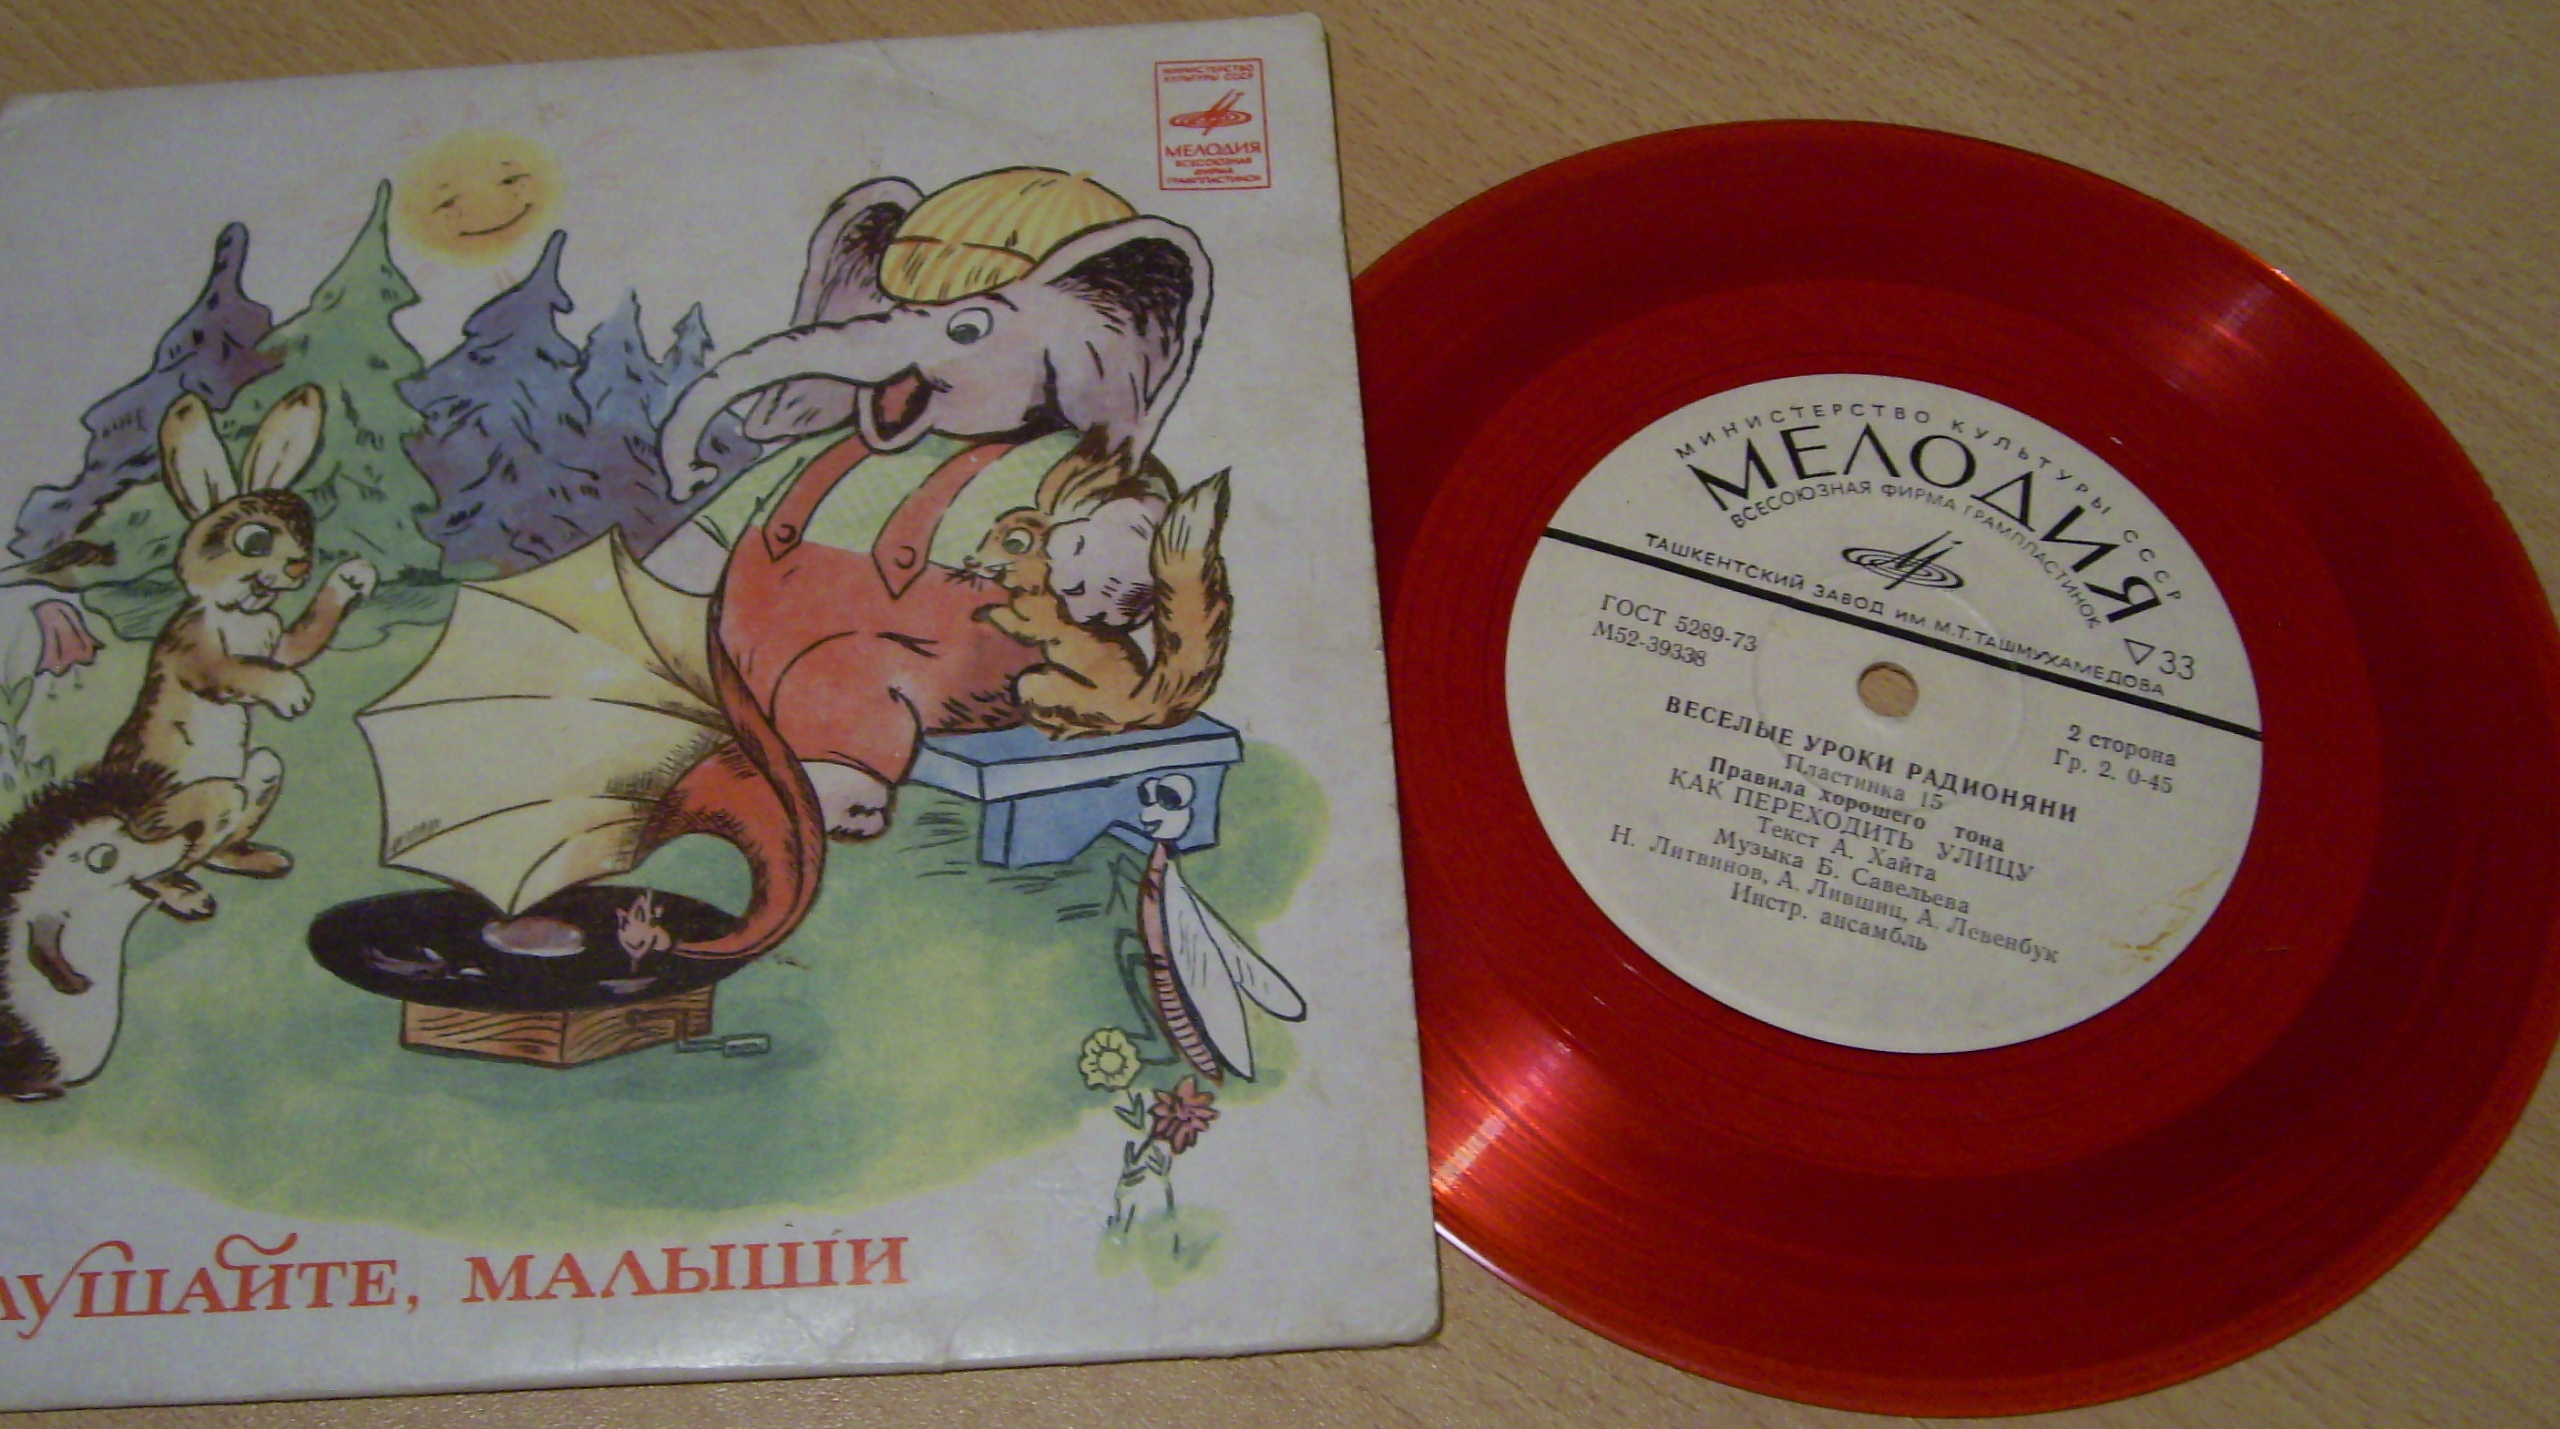 МИНИСТЕРСТВО
КУЛЬТУРЫ СССР
МЕЛОДИЯ
ВСЕСОЮЗНАЯ
ФИРМА
ГРАМПЛАСТИНОК
ЛУШАЙТЕ, МАЛЫШИ
МИНИСТЕРСТВО КУЛЬТУРЫ СССР
МЕЛОДИЯ
ВСЕСОЮЗНАЯ ФИРМА ГРАМПЛАСТИНОК
ТАШКЕНТСКИЙ ЗАВОД ИМ.М.Т.ТАШМУХАМЕДОВА
33
ГОСТ 5289-73
М52-39338
2 сторона
Гр. 2. 0-45
ВЕСЕЛЫЕ УРОКИ РАДИОНЯНИ
Пластинка 15
Правила хорошего тона
КАК ПЕРЕХОДИТЬ УЛИЦУ
Текст А. Хайта
Музыка Б. Савельева
Н. Литвинов, А. Лившиц, А. Левенбук
Инстр. ансамбль